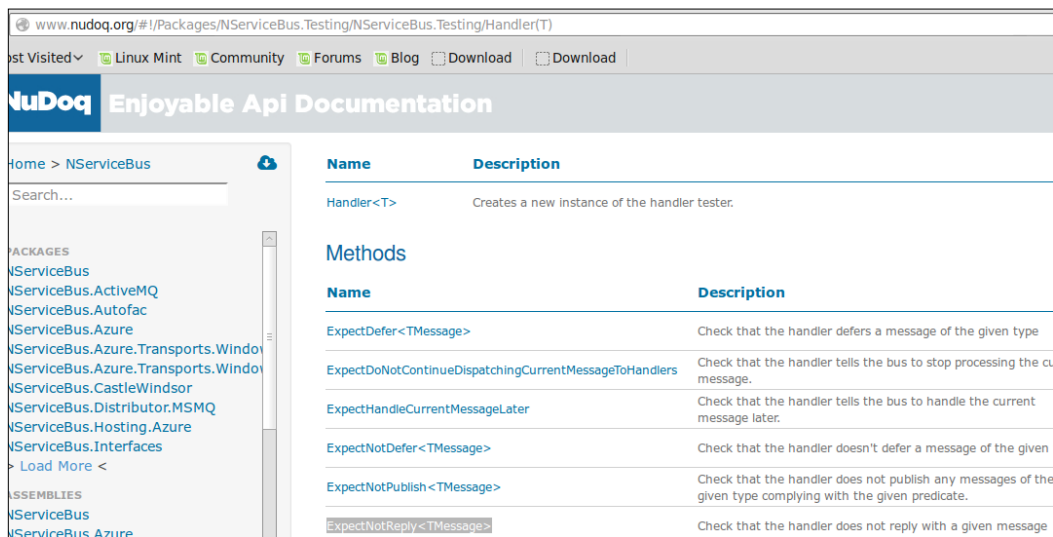 www.nudoq.org/#!/Packages/NServiceBus.Testing/NServiceBus.Testing/Handler(T)
ost Visited Linux Mint Community Forums Blog Download Download
NuDoq Enjoyable Api Documentation
Home > NServiceBus
Search...
PACKAGES
NServiceBus
NServiceBus.ActiveMQ
NServiceBus.Autofac
NServiceBus.Azure
NServiceBus.Azure.Transports.Windov
NServiceBus.Azure.Transports.Windov
NServiceBus.CastleWindsor
NServiceBus.Distributor.MSMQ
NServiceBus.Hosting.Azure
NServiceBus.Interfaces
> Load More <
ASSEMBLIES
NServiceBus
NServiceBus.Azure
Name Description
Handler<T> Creates a new instance of the handler tester.
Methods
Name Description
ExpectDefer<TMessage> Check that the handler defers a message of the given type
ExpectDoNotContinueDispatchingCurrentMessageToHandlers Check that the handler tells the bus to stop processing the cu
message.
ExpectHandleCurrentMessageLater Check that the handler tells the bus to handle the current
message later.
ExpectNotDefer<TMessage> Check that the handler doesn't defer a message of the given
ExpectNotPublish<TMessage> Check that the handler does not publish any messages of the
given type complying with the given predicate.
ExpectNotReply<TMessage> Check that the handler does not reply with a given message